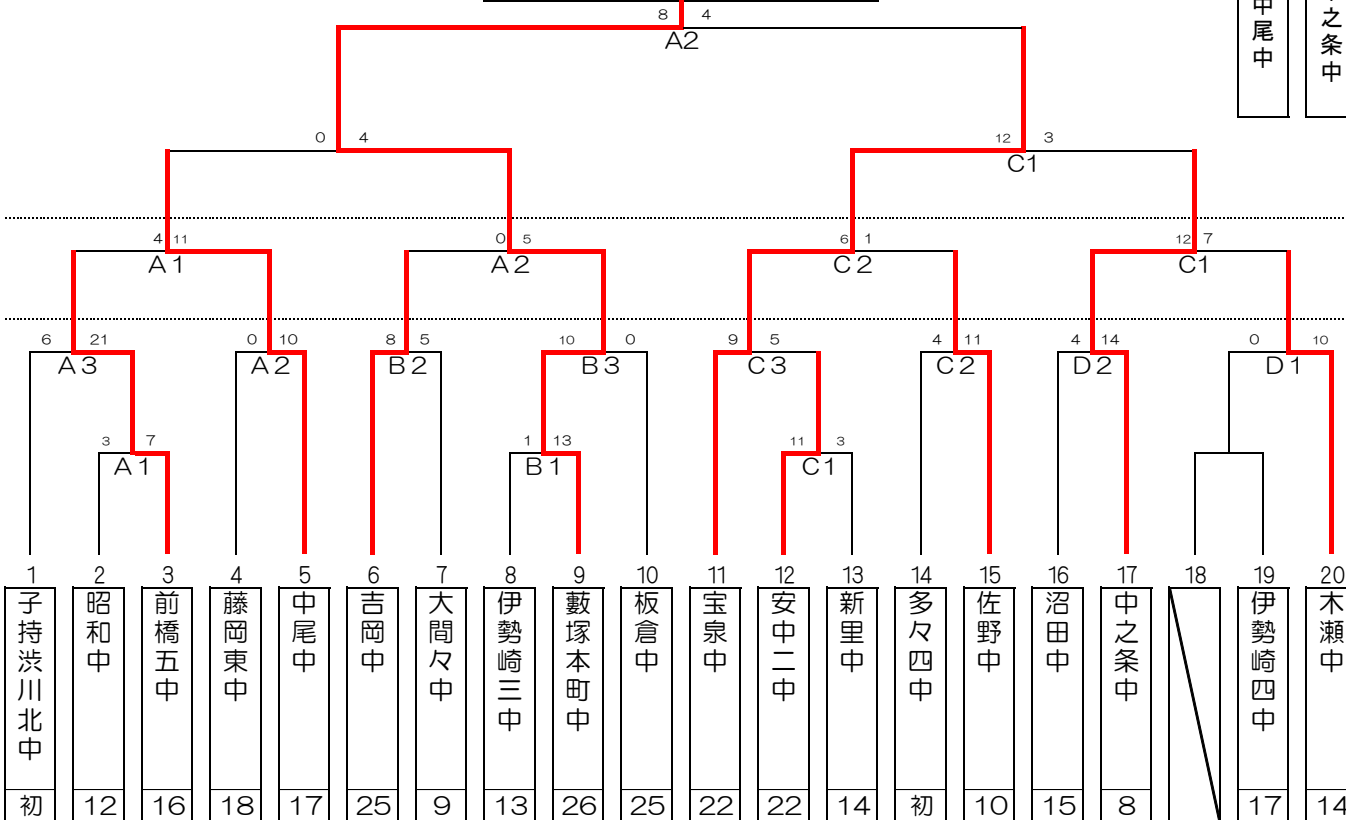 8 4
A2
中尾中
之条中
0 4
12 3
C1
4 11
A1
0 5
A2
6 1
C2
12 7
C1
6 21
A3
0 10
A2
8 5
B2
10 0
B3
9 5
C3
4 11
C2
4 14
D2
0 10
D1
3 7
A1
1 13
B1
11 3
C1
1 2 3 4 5 6 7 8 9 10 11 12 13 14 15 16 17 18 19 20
子持渋川北中
昭和中
前橋五中
藤岡東中
中尾中
吉岡中
大間々中
伊勢崎三中
藪塚本町中
板倉中
宝泉中
安中二中
新里中
多々四中
佐野中
沼田中
中之条中
伊勢崎四中
木瀬中
初 12 16 18 17 25 9 13 26 25 22 22 14 初 10 15 8 17 14